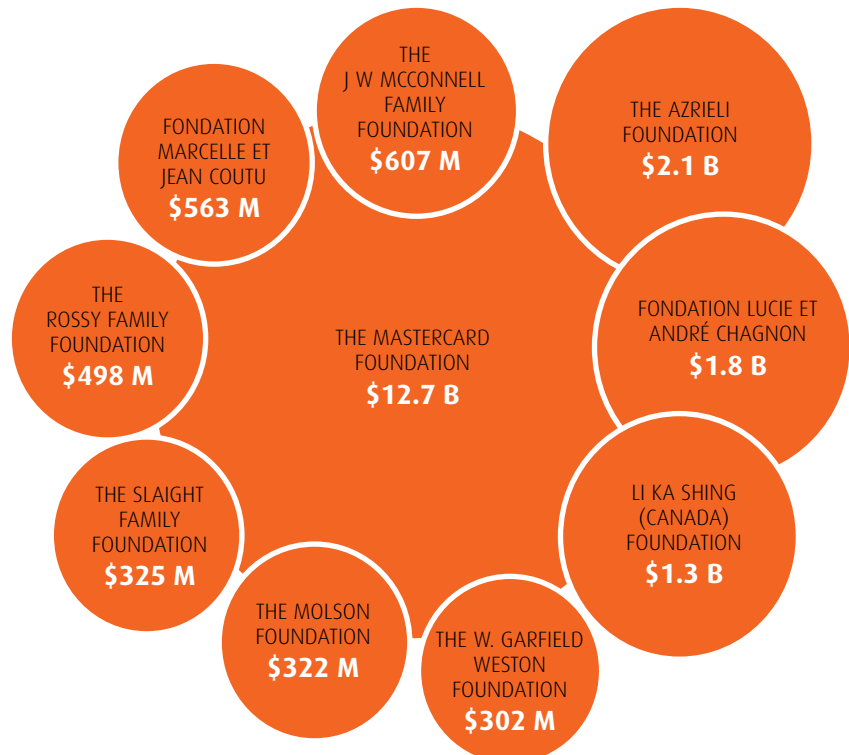 THE
J W MCCONNELL
FAMILY
FOUNDATION
$607 M
THE AZRIELI
FOUNDATION
$2.1 B
FONDATION
MARCELLE ET
JEAN COUTU
$563 M
THE
ROSSY FAMILY
FOUNDATION
$498 M
THE MASTERCARD
FOUNDATION
$12.7 B
FONDATION LUCIE ET
ANDRÉ CHAGNON
$1.8 B
THE SLAIGHT
FAMILY
FOUNDATION
$325 M
LI KA SHING
(CANADA)
FOUNDATION
$1.3 B
THE MOLSON
FOUNDATION
$322 M
THE W. GARFIELD
WESTON
FOUNDATION
$302 M